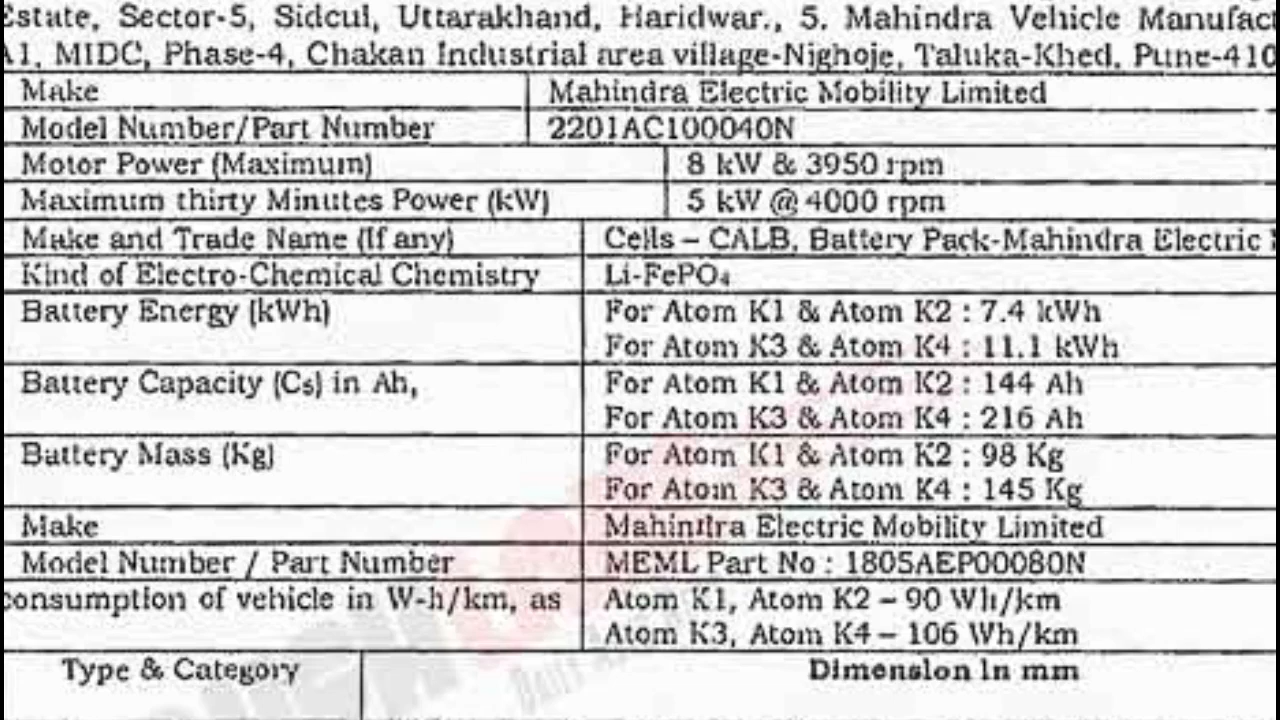 Estate, Sector-5, Sidcul, Uttarakhand, Haridwar., 5. Mahindra Vehicle Manufact
A1, MIDC, Phase-4, Chakan Industrial area village-Nighoje, Taluka-Khed, Pune-410
Make Mahindra Electric Mobility Limited
Model Number/Part Number 2201AC100040N
Motor Power (Maximum) 8 kW & 3950 rpm
Maximum thirty Minutes Power (kW) 5 kW @ 4000 rpm
Make and Trade Name (If any) Cells – CALB, Battery Pack-Mahindra Electric
Kind of Electro-Chemical Chemistry Li-FePO₄
Battery Energy (kWh) For Atom K1 & Atom K2 : 7.4 kWh
For Atom K3 & Atom K4 : 11.1 kWh
Battery Capacity (C₅) in Ah, For Atom K1 & Atom K2 : 144 Ah
For Atom K3 & Atom K4 : 216 Ah
Battery Mass (Kg) For Atom K1 & Atom K2 : 98 Kg
For Atom K3 & Atom K4 : 145 Kg
Make Mahindra Electric Mobility Limited
Model Number / Part Number MEML Part No : 1805AEP00080N
consumption of vehicle in W-h/km, as Atom K1, Atom K2 – 90 Wh/km
Atom K3, Atom K4 – 106 Wh/km
Type & Category Dimension in mm